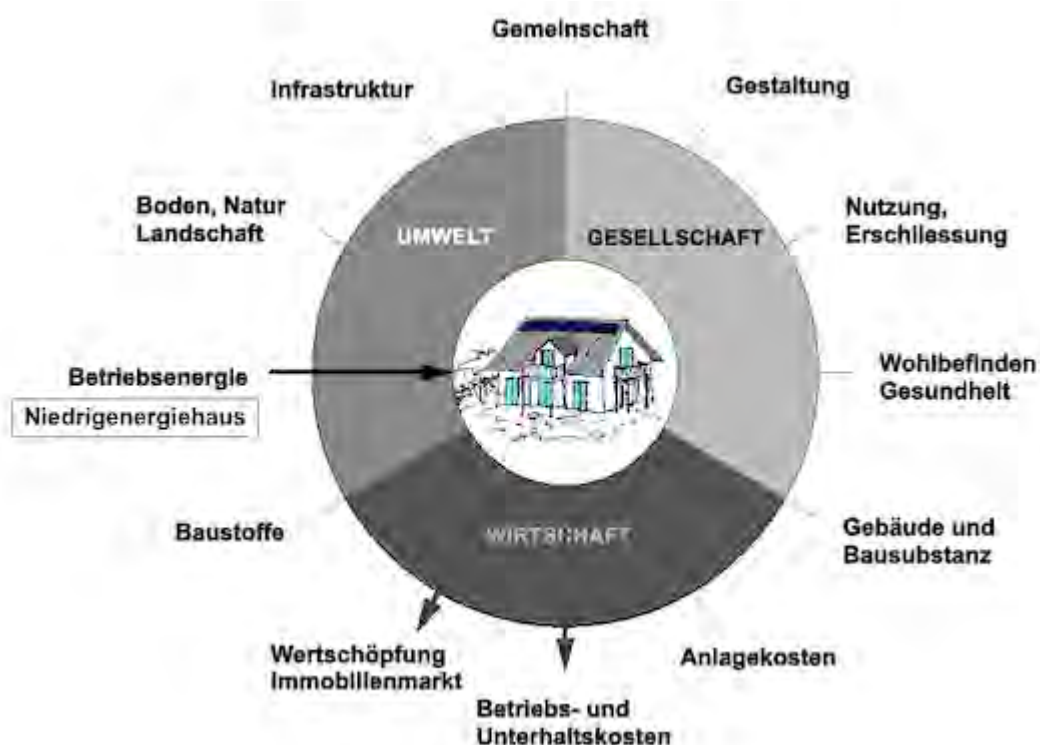 Gemeinschaft
Infrastruktur
Gestaltung
Boden, Natur
Landschaft
UMWELT
GESELLSCHAFT
Nutzung,
Erschliessung
Betriebsenergie
Niedrigenergiehaus
Wohlbefinden
Gesundheit
Baustoffe
WIRTSCHAFT
Gebäude und
Bausubstanz
Wertschöpfung
Immobilienmarkt
Anlagekosten
Betriebs- und
Unterhaltskosten